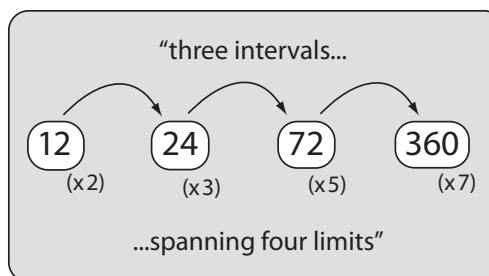 “three intervals...
12 24 72 360
(x2) (x3) (x5) (x7)
...spanning four limits”